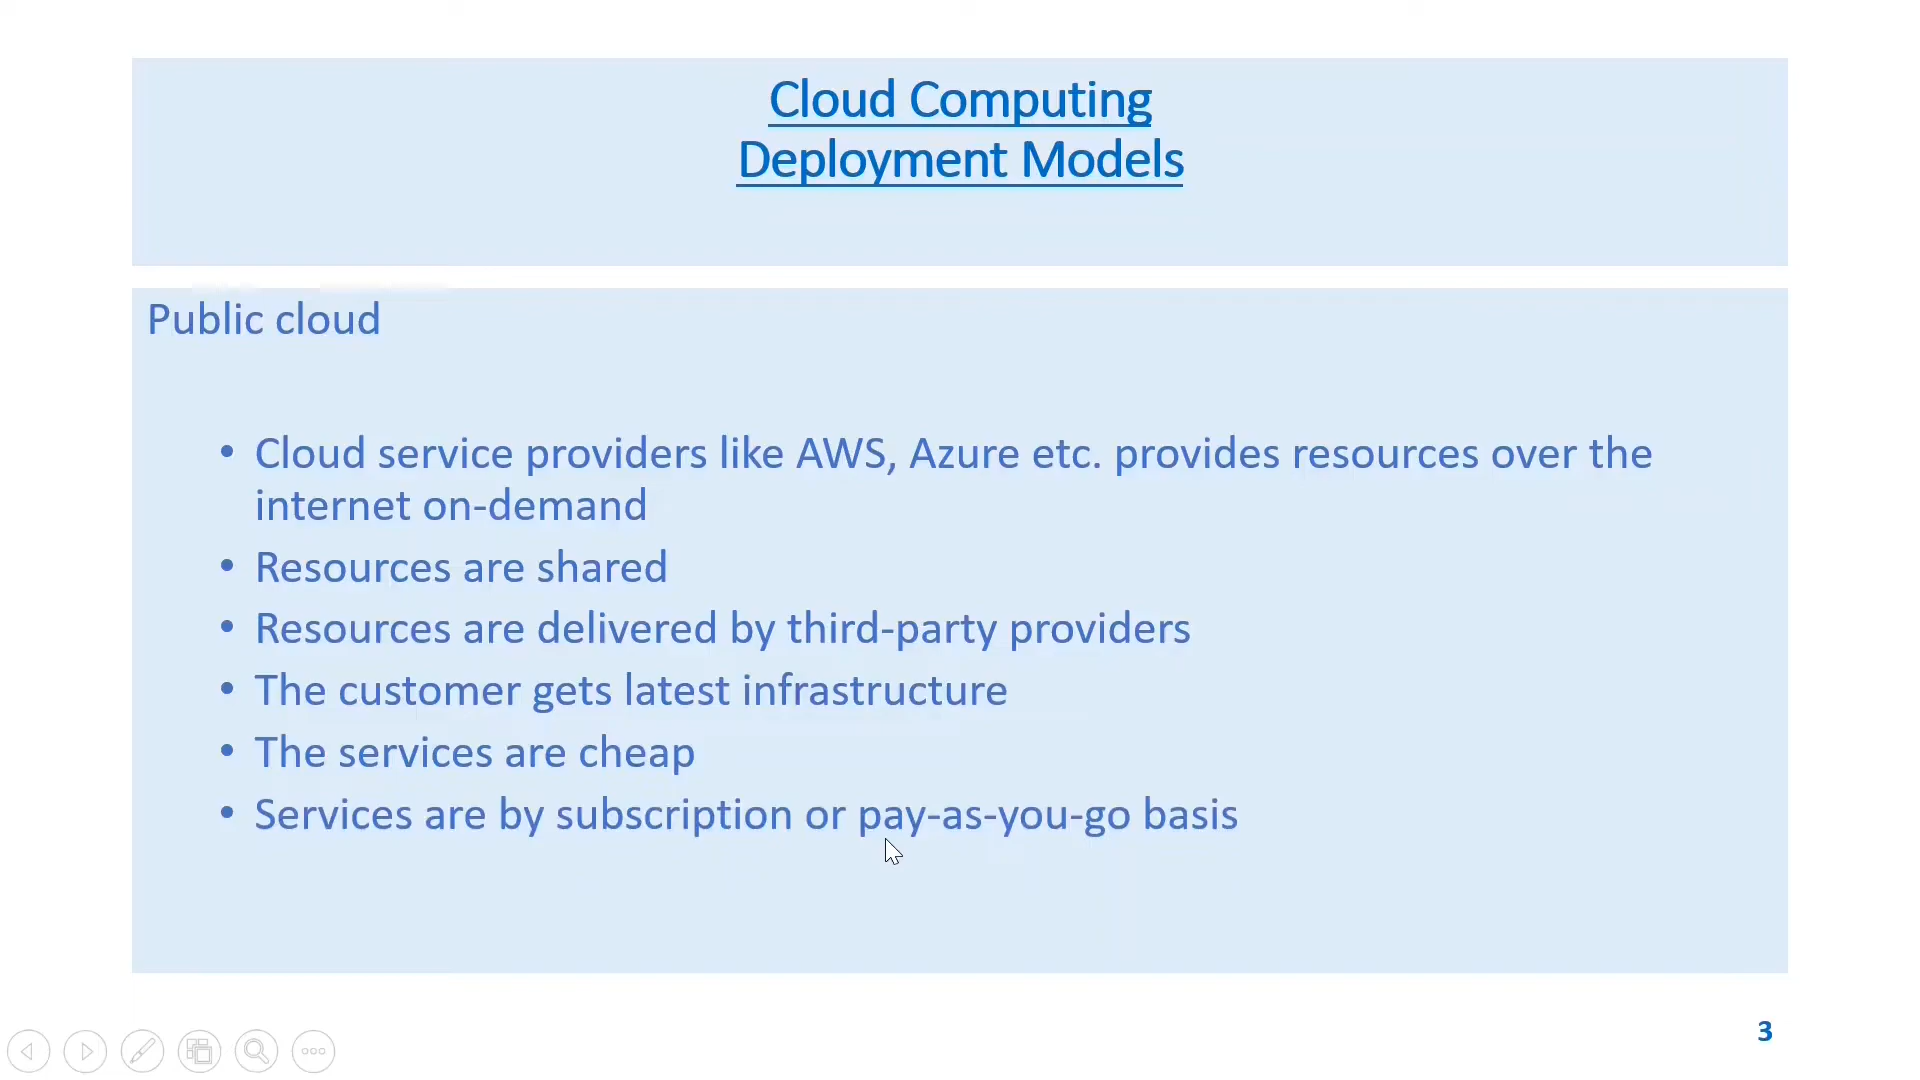 Cloud Computing
Deployment Models
Public cloud
• Cloud service providers like AWS, Azure etc. provides resources over the
internet on-demand
• Resources are shared
• Resources are delivered by third-party providers
• The customer gets latest infrastructure
• The services are cheap
• Services are by subscription or pay-as-you-go basis
3